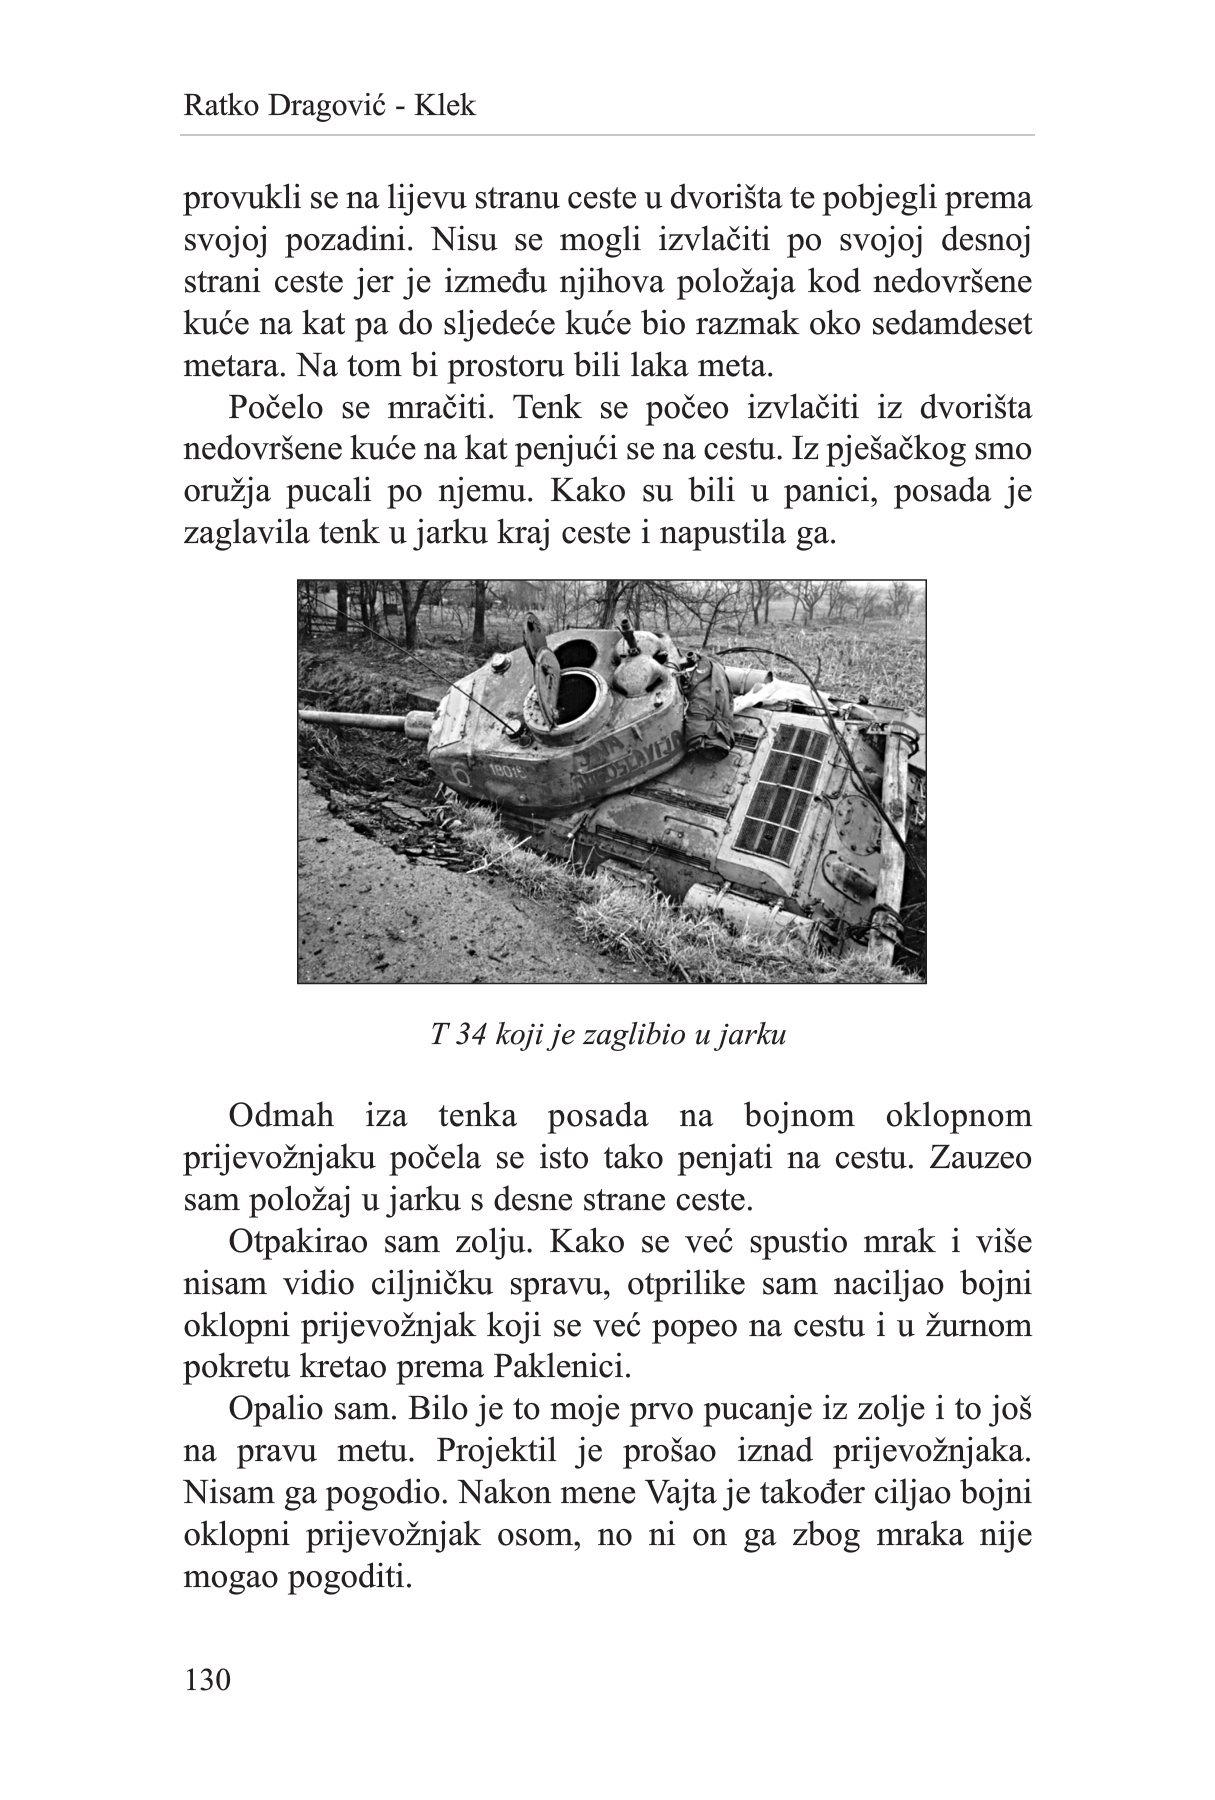 Ratko Dragović - Klek
provukli se na lijevu stranu ceste u dvorišta te pobjegli prema
svojoj pozadini. Nisu se mogli izvlačiti po svojoj desnoj
strani ceste jer je između njihova položaja kod nedovršene
kuće na kat pa do sljedeće kuće bio razmak oko sedamdeset
metara. Na tom bi prostoru bili laka meta.
Počelo se mračiti. Tenk se počeo izvlačiti iz dvorišta
nedovršene kuće na kat penjući se na cestu. Iz pješačkog smo
oružja pucali po njemu. Kako su bili u panici, posada je
zaglavila tenk u jarku kraj ceste i napustila ga.
JNA
JUGOSLAVIJA
6 18015
T 34 koji je zaglibio u jarku
Odmah iza tenka posada na bojnom oklopnom
prijevožnjaku počela se isto tako penjati na cestu. Zauzeo
sam položaj u jarku s desne strane ceste.
Otpakirao sam zolju. Kako se već spustio mrak i više
nisam vidio ciljničku spravu, otprilike sam naciljao bojni
oklopni prijevožnjak koji se već popeo na cestu i u žurnom
pokretu kretao prema Paklenici.
Opalio sam. Bilo je to moje prvo pucanje iz zolje i to još
na pravu metu. Projektil je prošao iznad prijevožnjaka.
Nisam ga pogodio. Nakon mene Vajta je također ciljao bojni
oklopni prijevožnjak osom, no ni on ga zbog mraka nije
mogao pogoditi.
130